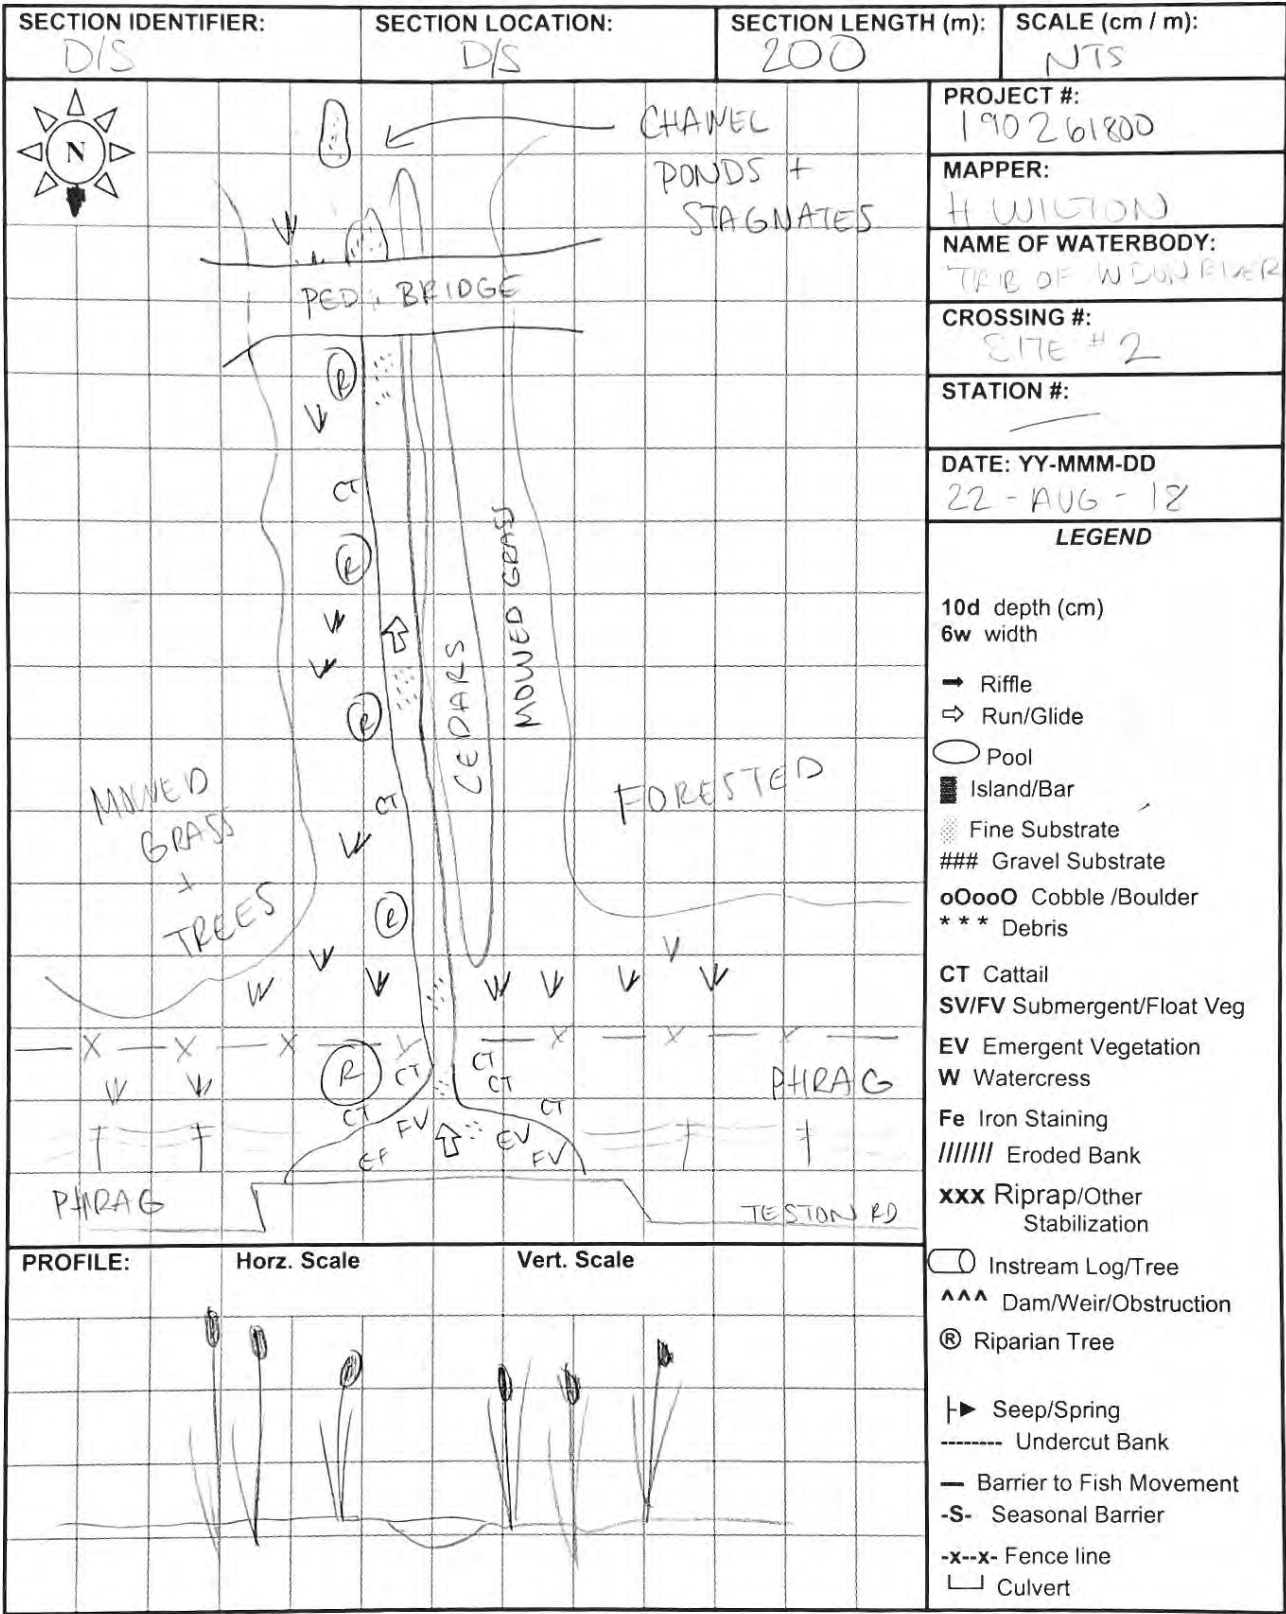 SECTION IDENTIFIER:
D/S
SECTION LOCATION:
D/S
SECTION LENGTH (m):
200
SCALE (cm / m):
NTS
N
CHANNEL
PONDS +
STAGNATES
PED. BRIDGE
R
CT
R
R
CT
R
CEDARS
MOWED GRASS
MOWED
GRASS
+
TREES
FORESTED
R
CT
CT
CT
CT
CT
PHRAG
FV
EV
FV
PHRAG
TESTON RD
PROJECT #:
190261800
MAPPER:
H WILTON
NAME OF WATERBODY:
TRIB OF W DON RIVER
CROSSING #:
SITE #2
STATION #:
—
DATE: YY-MMM-DD
22-AUG-18
LEGEND
10d depth (cm)
6w width
Riffle
Run/Glide
Pool
Island/Bar
Fine Substrate
### Gravel Substrate
oOooO Cobble /Boulder
* * * Debris
CT Cattail
SV/FV Submergent/Float Veg
EV Emergent Vegetation
W Watercress
Fe Iron Staining
/////// Eroded Bank
xxx Riprap/Other
Stabilization
Instream Log/Tree
^^^ Dam/Weir/Obstruction
® Riparian Tree
Seep/Spring
-------- Undercut Bank
— Barrier to Fish Movement
-S- Seasonal Barrier
-x--x- Fence line
Culvert
PROFILE:
Horz. Scale
Vert. Scale